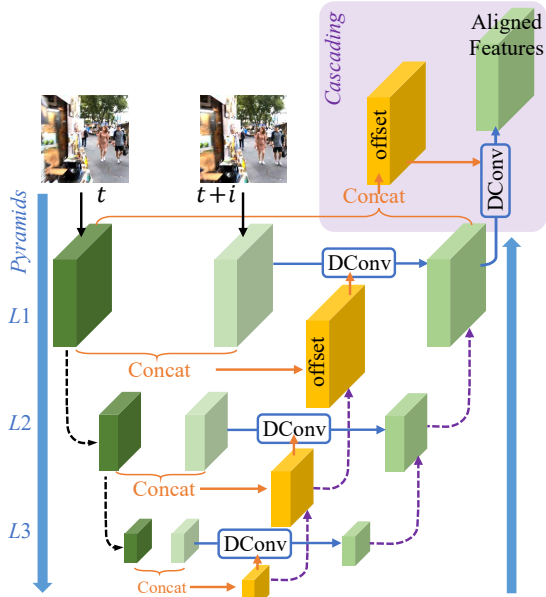 Cascading
Aligned
Features
offset
DConv
Concat
t
t+i
Pyramids
DConv
L1
offset
Concat
L2
DConv
Concat
L3
DConv
Concat